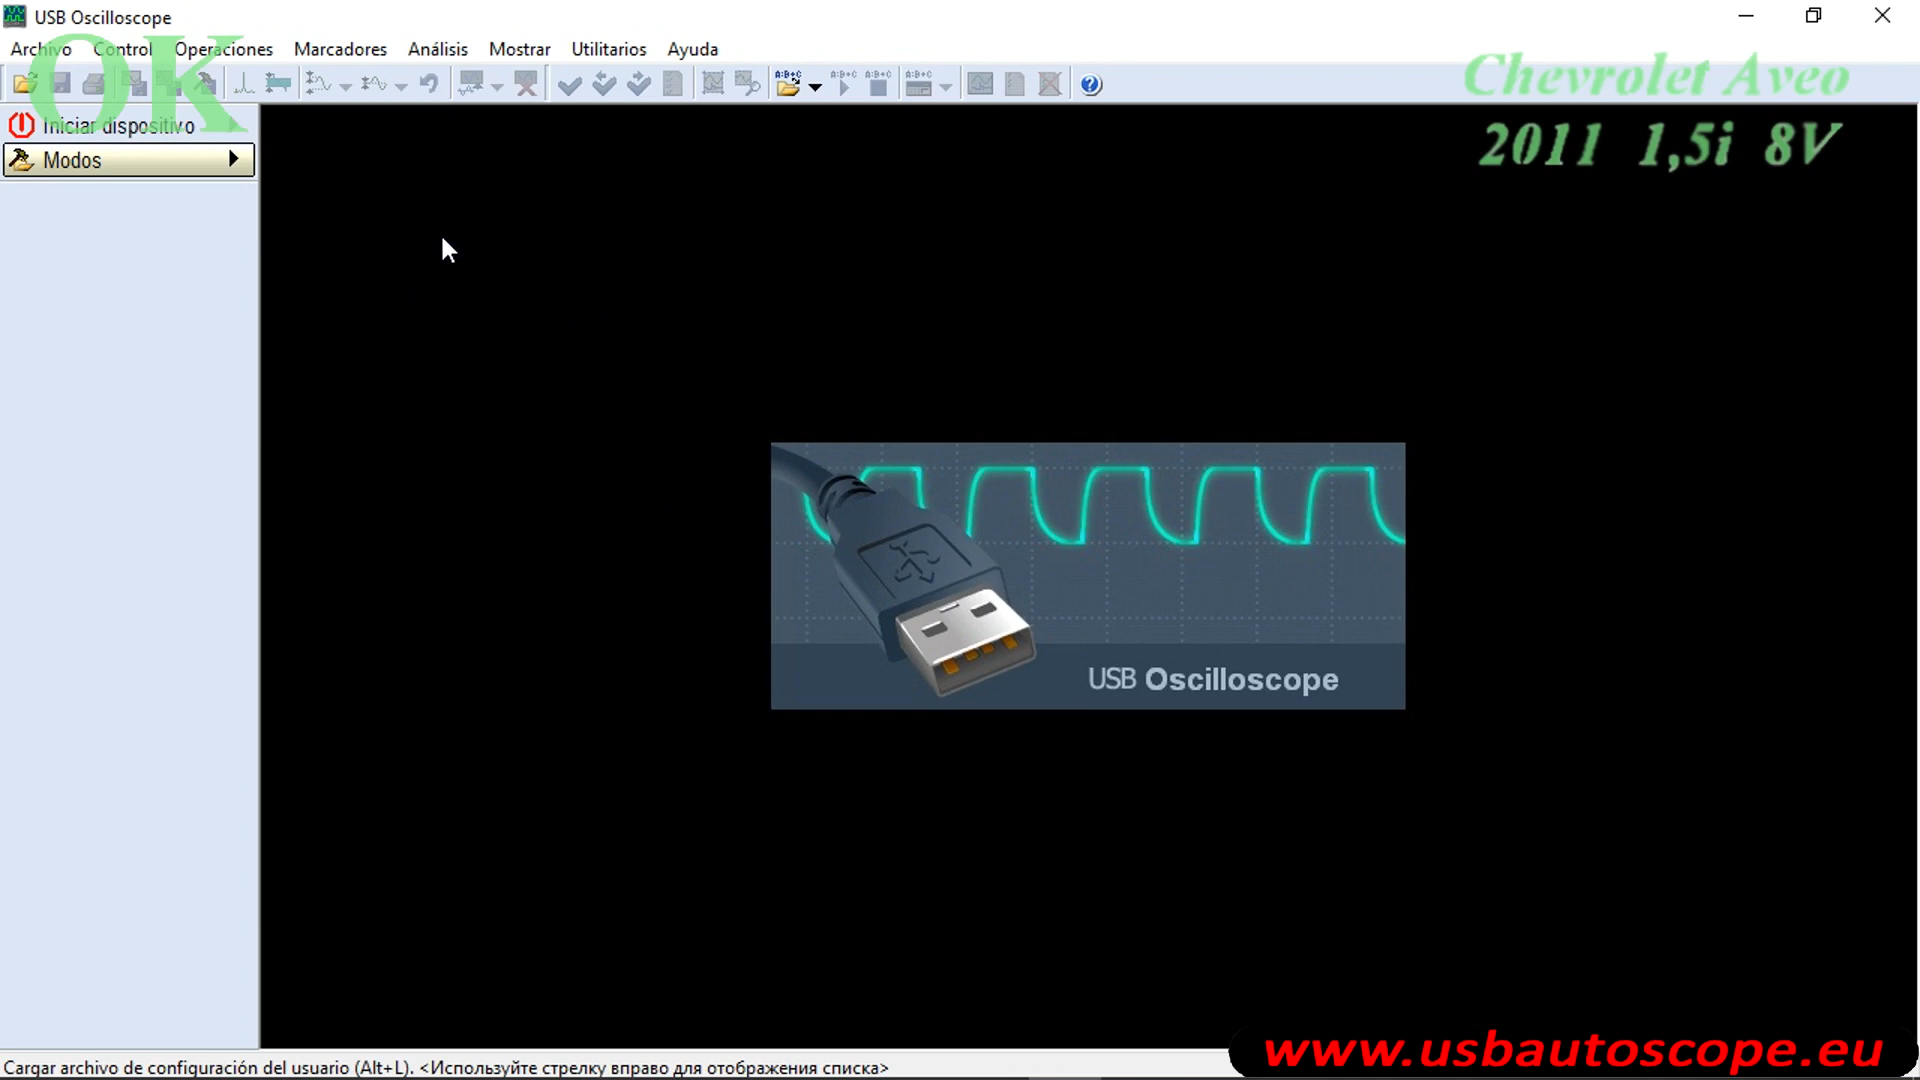 USB Oscilloscope
Archivo Control Operaciones Marcadores Análisis Mostrar Utilitarios Ayuda
OK
A:B+C A:B+C A:B+C A:B+C
Chevrolet Aveo
2011 1,5i 8V
Iniciar dispositivo
Modos
USB Oscilloscope
www.usbautoscope.eu
Cargar archivo de configuración del usuario (Alt+L). <Используйте стрелку вправо для отображения списка>